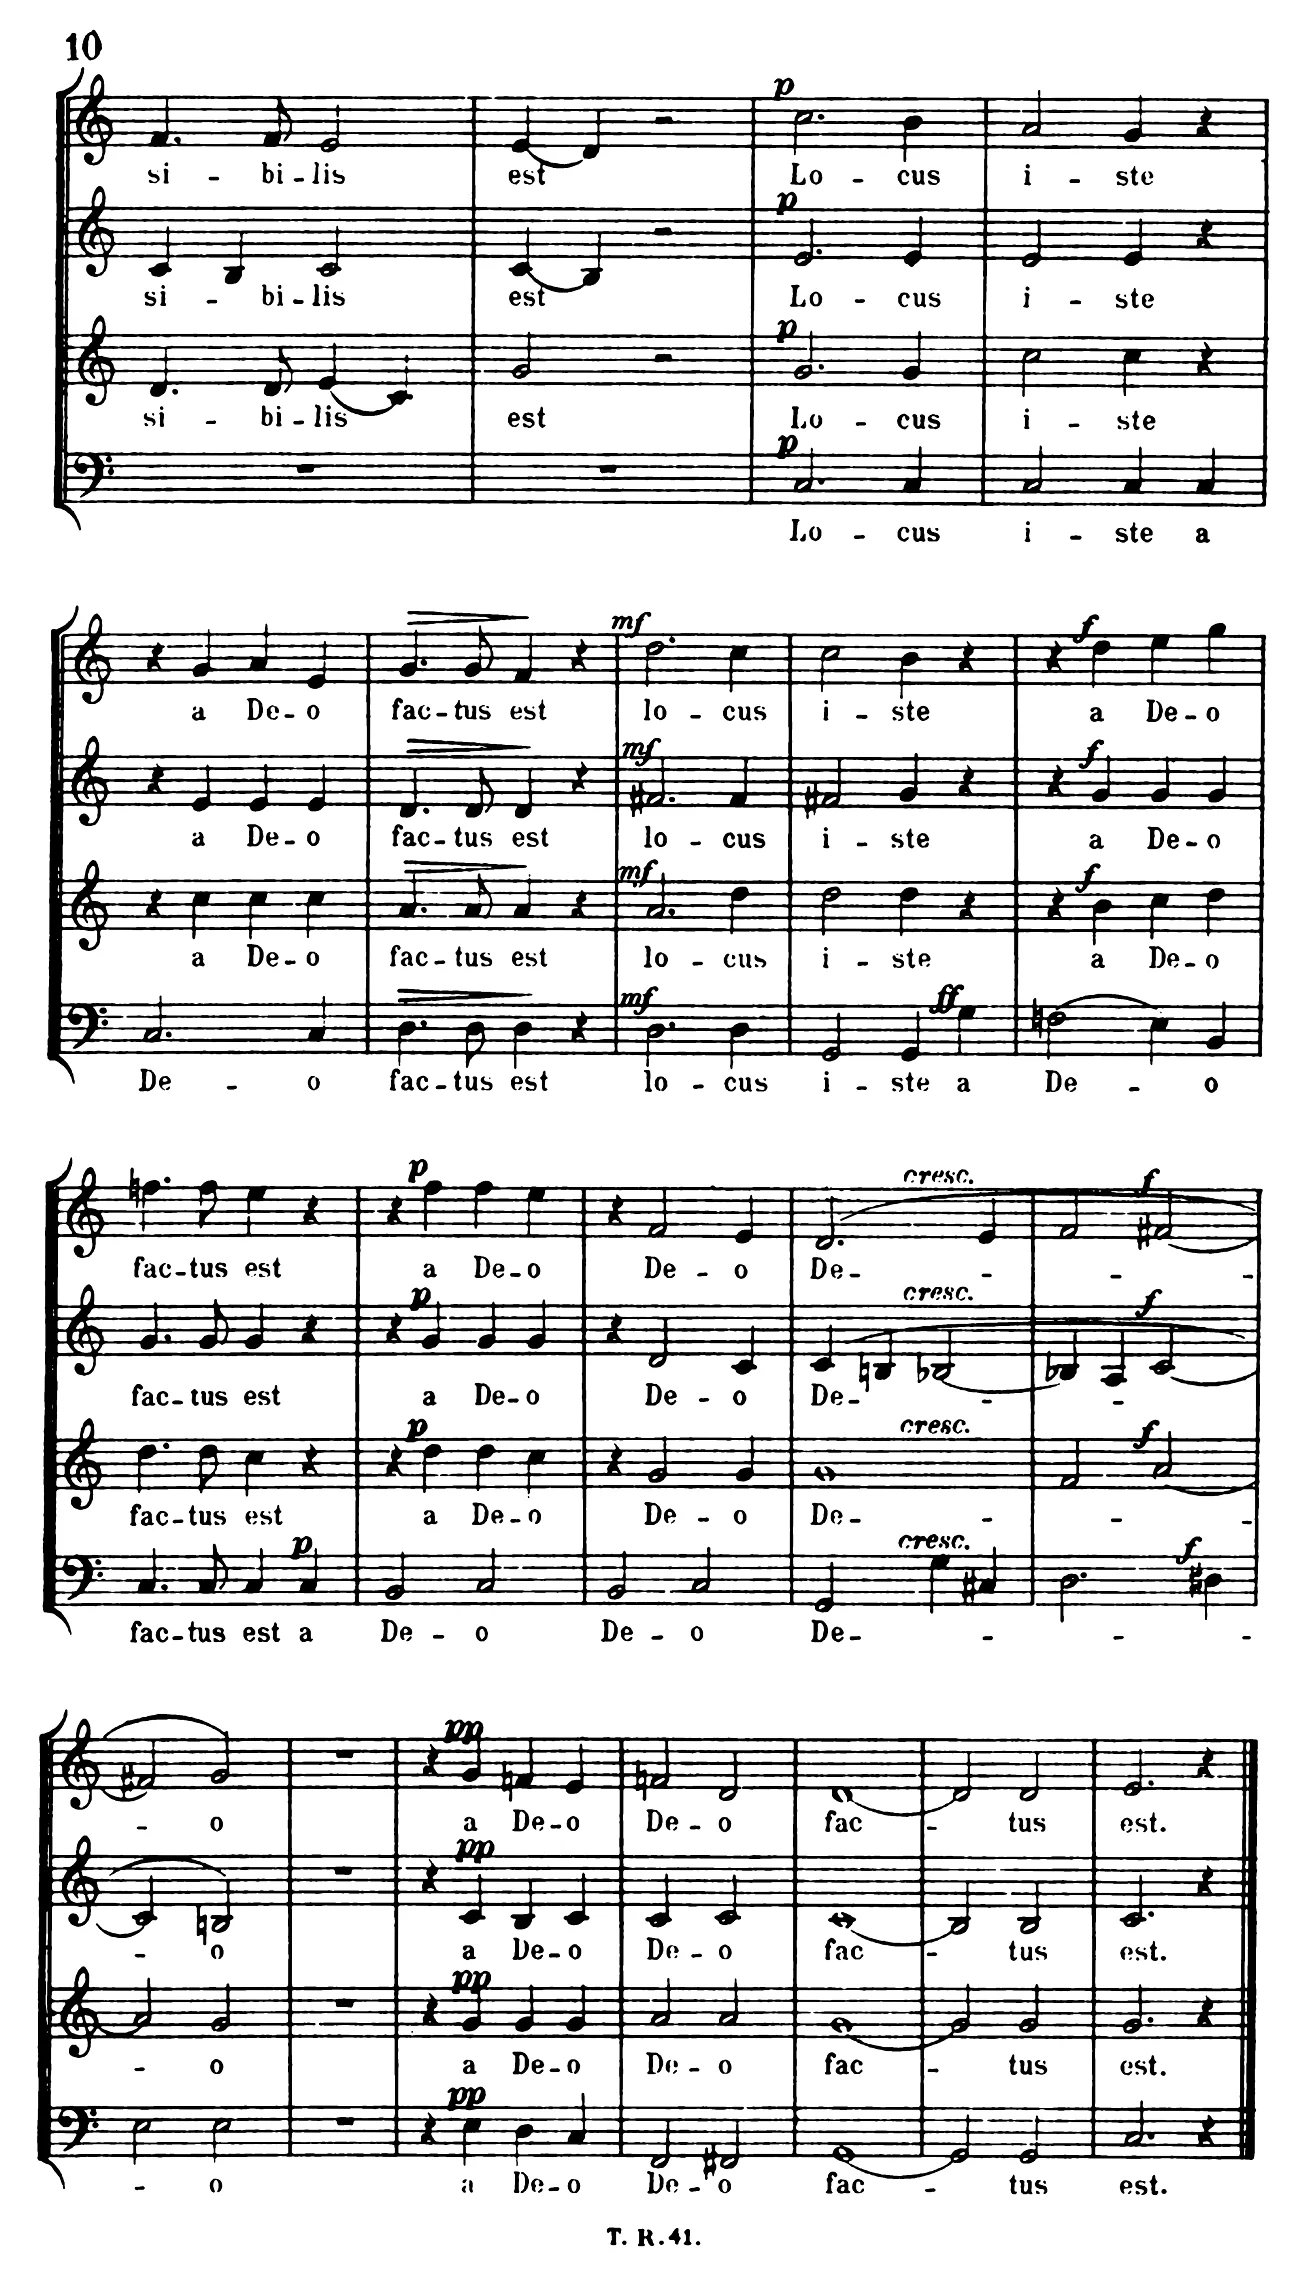 10
p
si - bi - lis est Lo - cus i - ste
p
si - bi - lis est Lo - cus i - ste
p
si - bi - lis est Lo - cus i - ste
p
Lo - cus i - ste a
mf f
a De - o fac - tus est lo - cus i - ste a De - o
mf f
a De - o fac - tus est lo - cus i - ste a De - o
mf f
a De - o fac - tus est lo - cus i - ste a De - o
mf ff
De - o fac - tus est lo - cus i - ste a De - o
p cresc. f
fac - tus est a De - o De - o De - - - -
p cresc. f
fac - tus est a De - o De - o De - - -
p cresc. f
fac - tus est a De - o De - o De - - - -
p cresc. f
fac - tus est a De - o De - o De - - - -
pp
- o a De - o De - o fac - tus est.
pp
- o a De - o De - o fac - tus est.
pp
- o a De - o De - o fac - tus est.
pp
- o a De - o De - o fac - tus est.
T. R. 41.